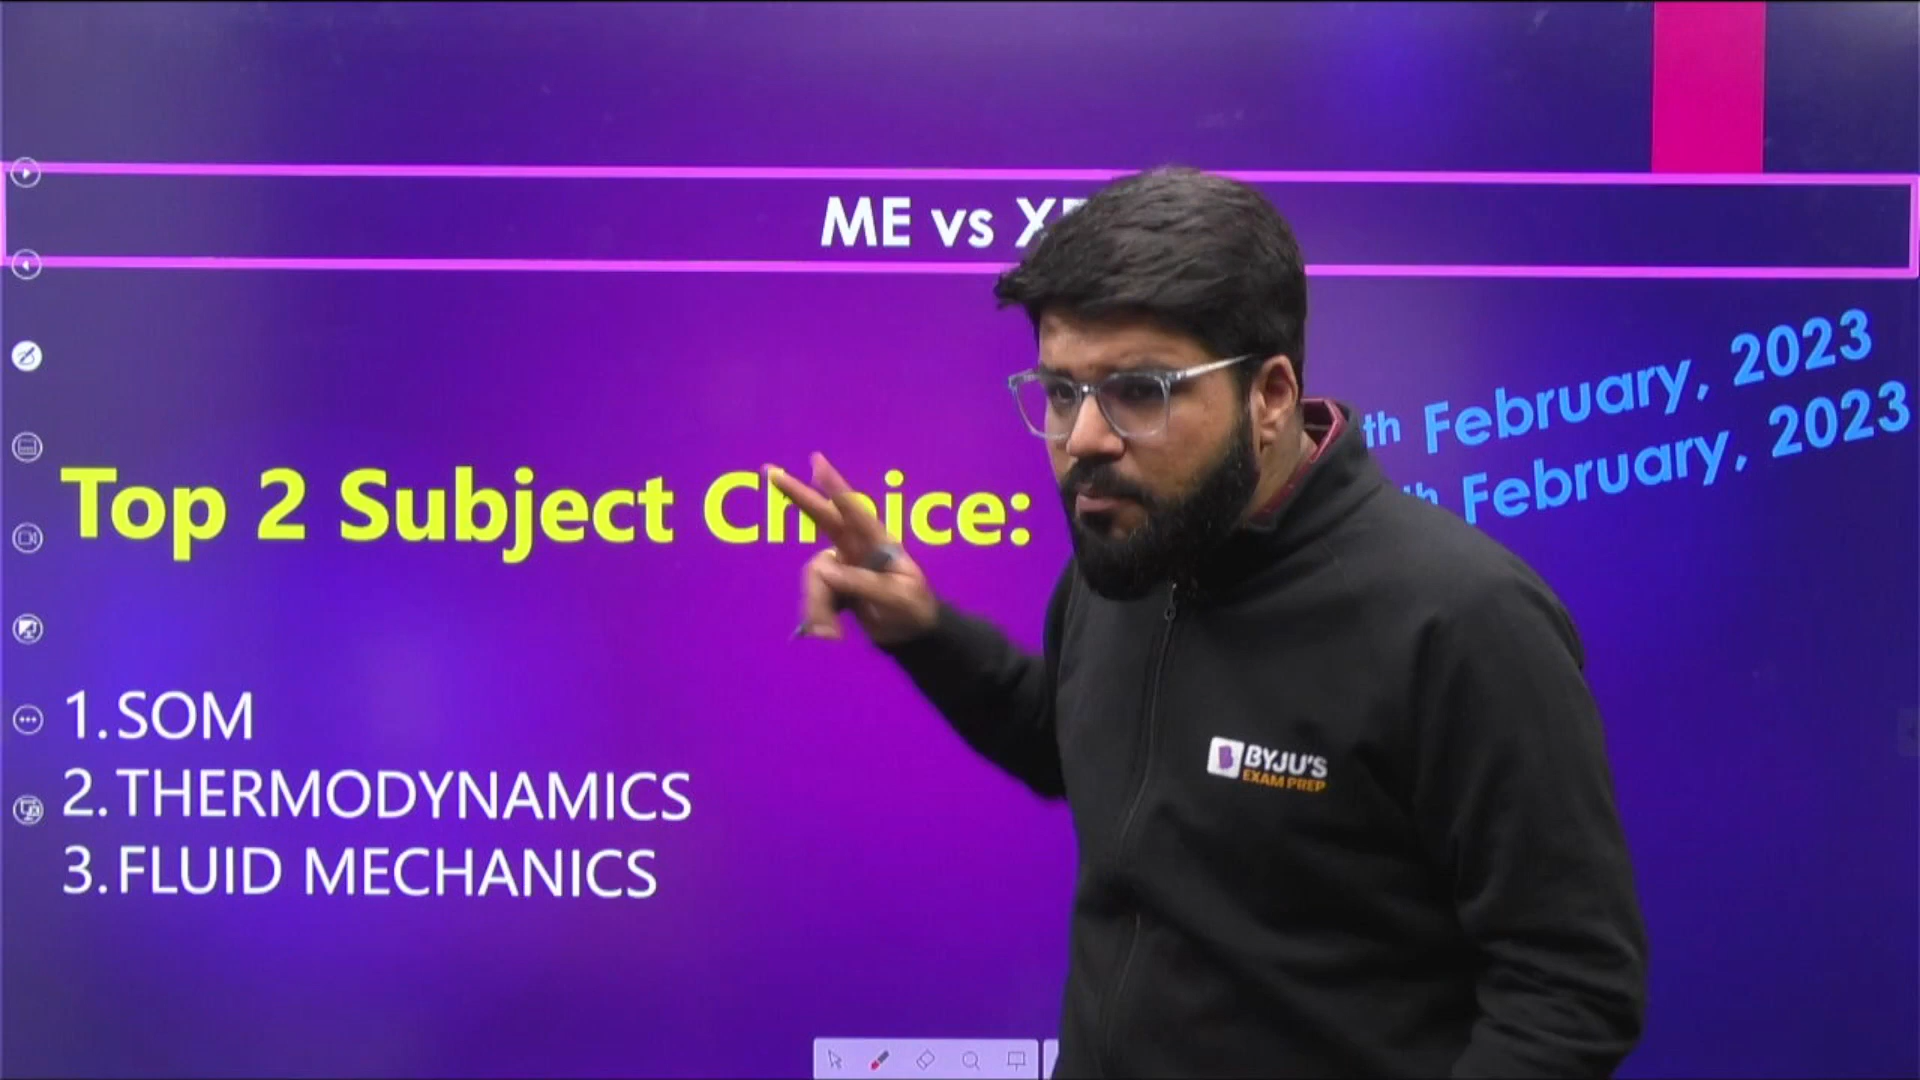 ME vs
February, 2023
th February, 2023
Top 2 Subject Choice:
1. SOM
2. THERMODYNAMICS
3. FLUID MECHANICS
BYJU'S
EXAM PREP